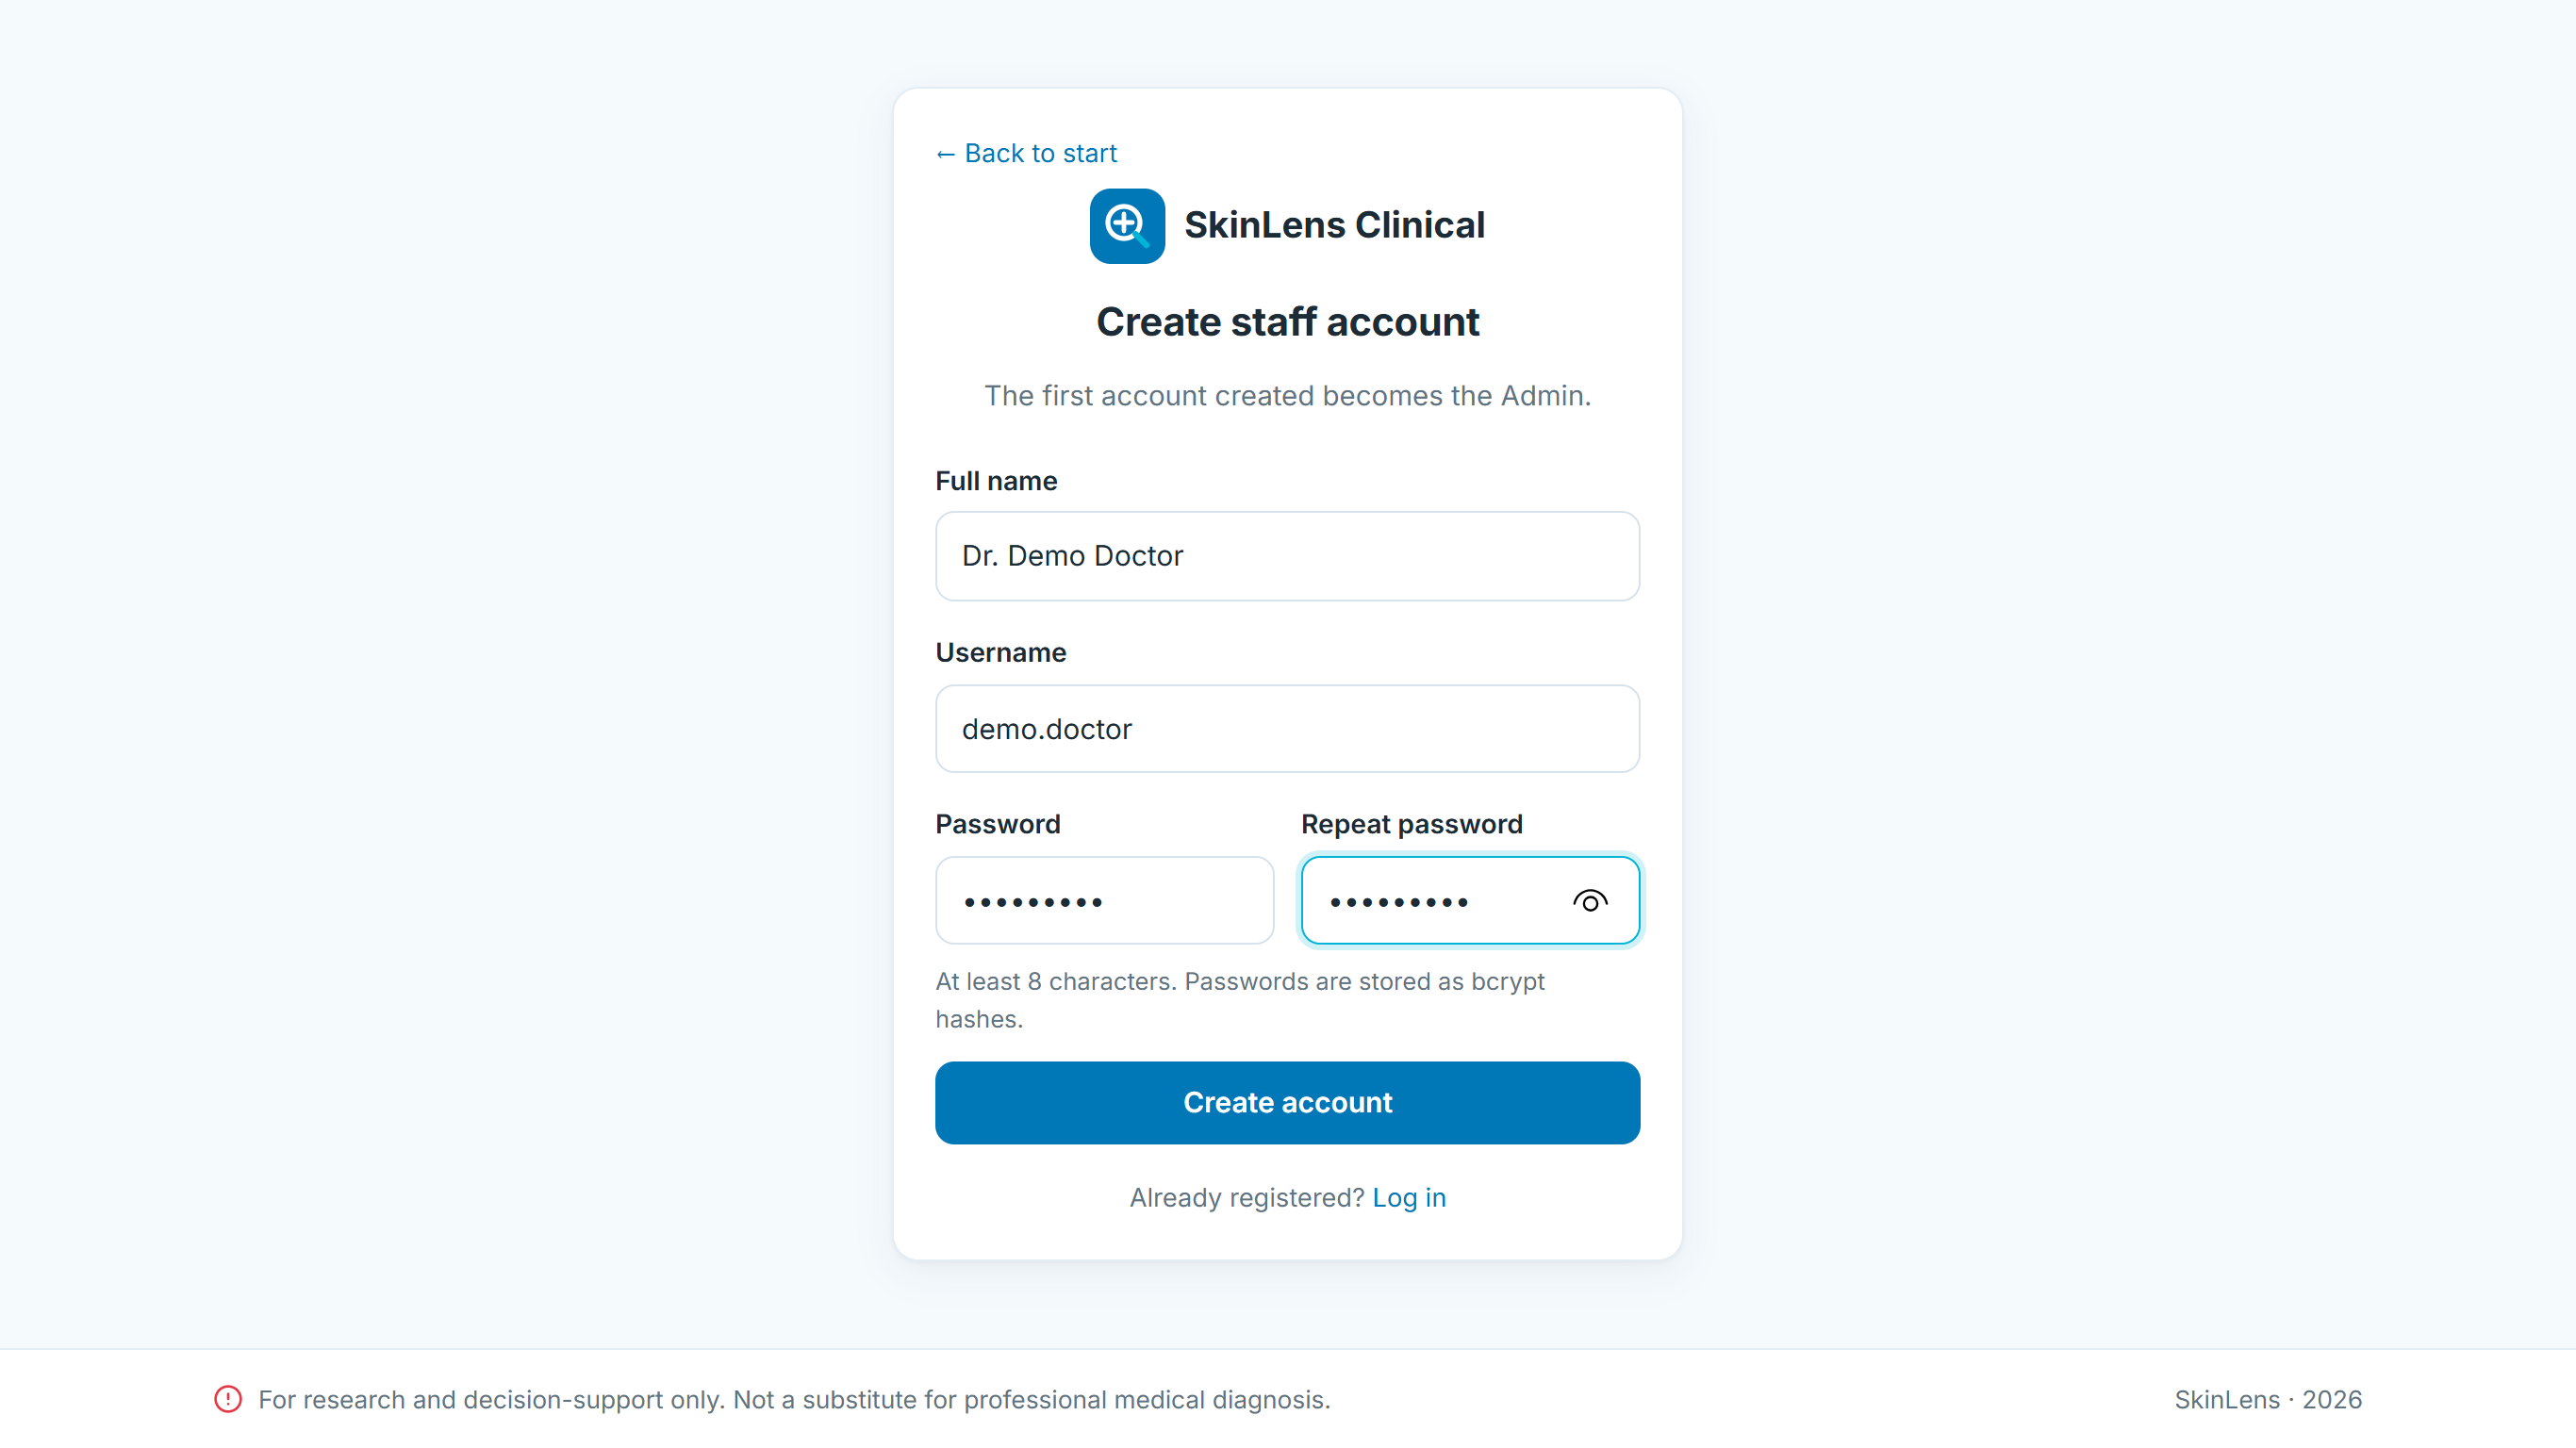 ← Back to start
SkinLens Clinical
Create staff account
The first account created becomes the Admin.
Full name
Dr. Demo Doctor
Username
demo.doctor
Password
Repeat password
•••••••••
•••••••••
At least 8 characters. Passwords are stored as bcrypt
hashes.
Create account
Already registered? Log in
For research and decision-support only. Not a substitute for professional medical diagnosis.
SkinLens · 2026